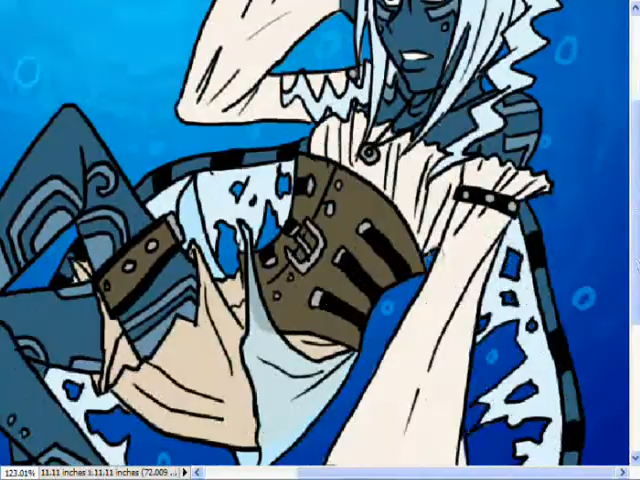 123.01% 11.11 inches x 11.11 inches (72.009 ...